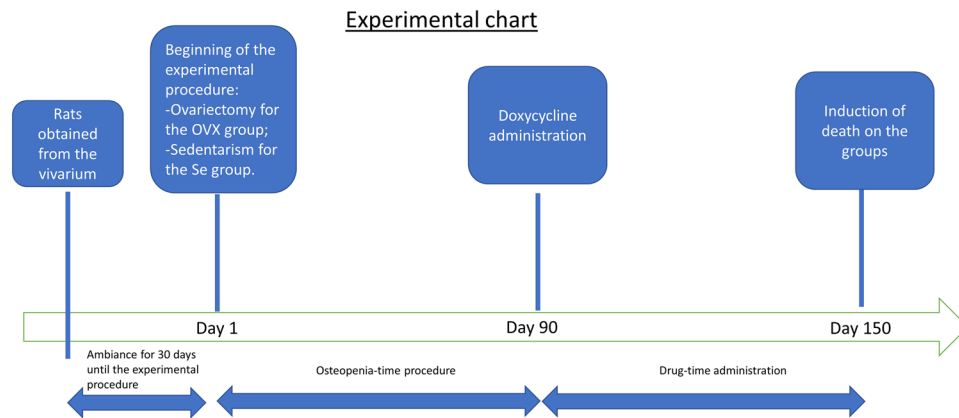 Experimental chart
Rats
obtained
from the
vivarium
Beginning of the
experimental
procedure:
-Ovariectomy for
the OVX group;
-Sedentarism for
the Se group.
Doxycycline
administration
Induction of
death on the
groups
Day 1
Day 90
Day 150
Ambiance for 30 days
until the experimental
procedure
Osteopenia-time procedure
Drug-time administration